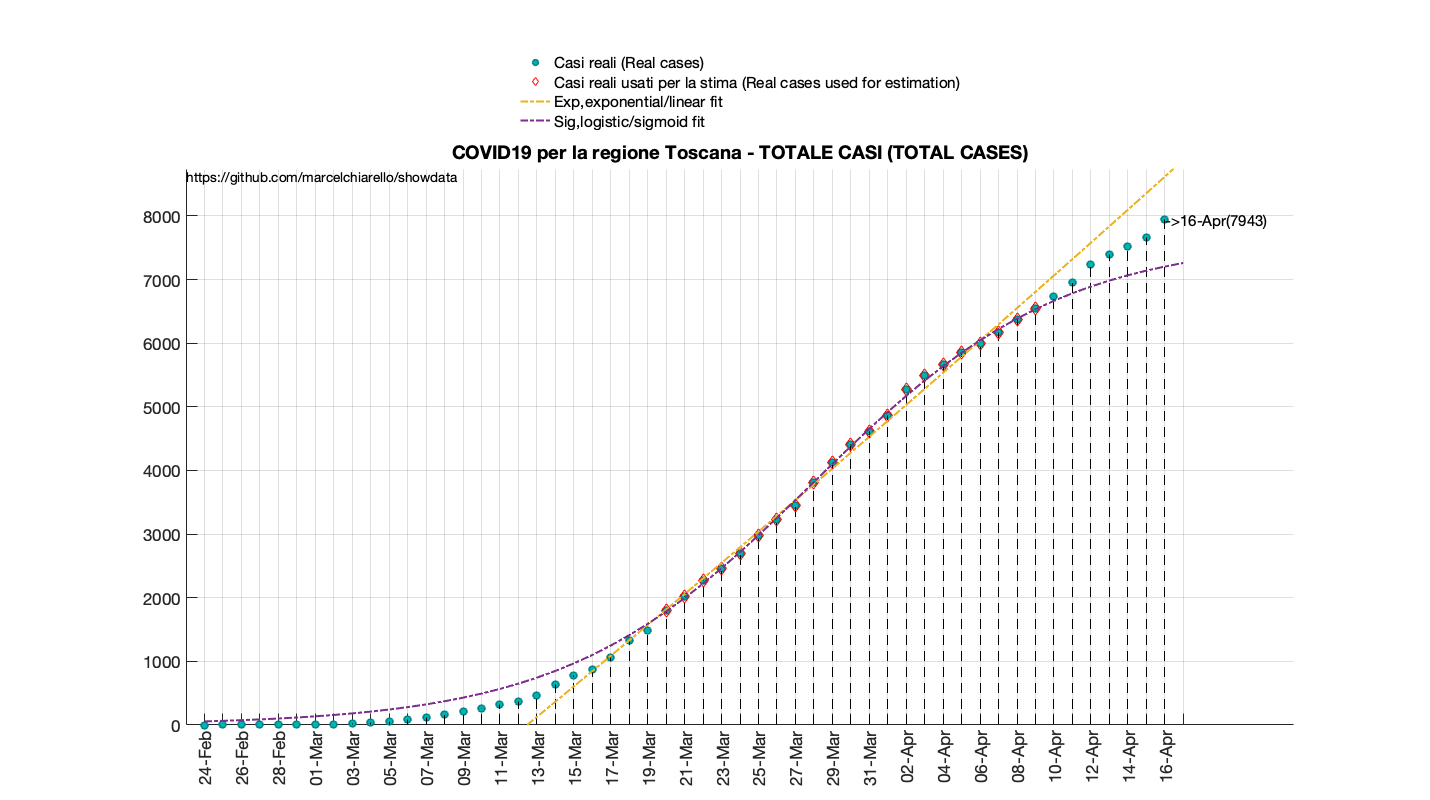 Casi reali (Real cases)
Casi reali usati per la stima (Real cases used for estimation)
Exp,exponential/linear fit
Sig,logistic/sigmoid fit
COVID19 per la regione Toscana - TOTALE CASI (TOTAL CASES)
https://github.com/marcelchiarello/showdata
8000
7000
6000
5000
4000
3000
2000
1000
0
->16-Apr(7943)
24-Feb
26-Feb
28-Feb
01-Mar
03-Mar
05-Mar
07-Mar
09-Mar
11-Mar
13-Mar
15-Mar
17-Mar
19-Mar
21-Mar
23-Mar
25-Mar
27-Mar
29-Mar
31-Mar
02-Apr
04-Apr
06-Apr
08-Apr
10-Apr
12-Apr
14-Apr
16-Apr